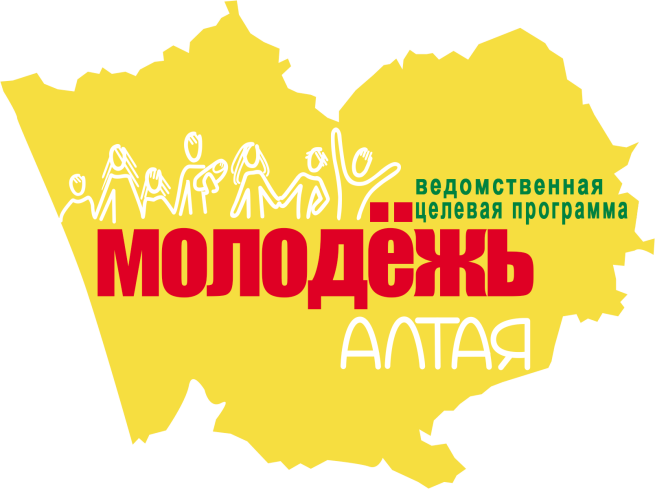 ведомственная
целевая программа
молодёжь
Алтая